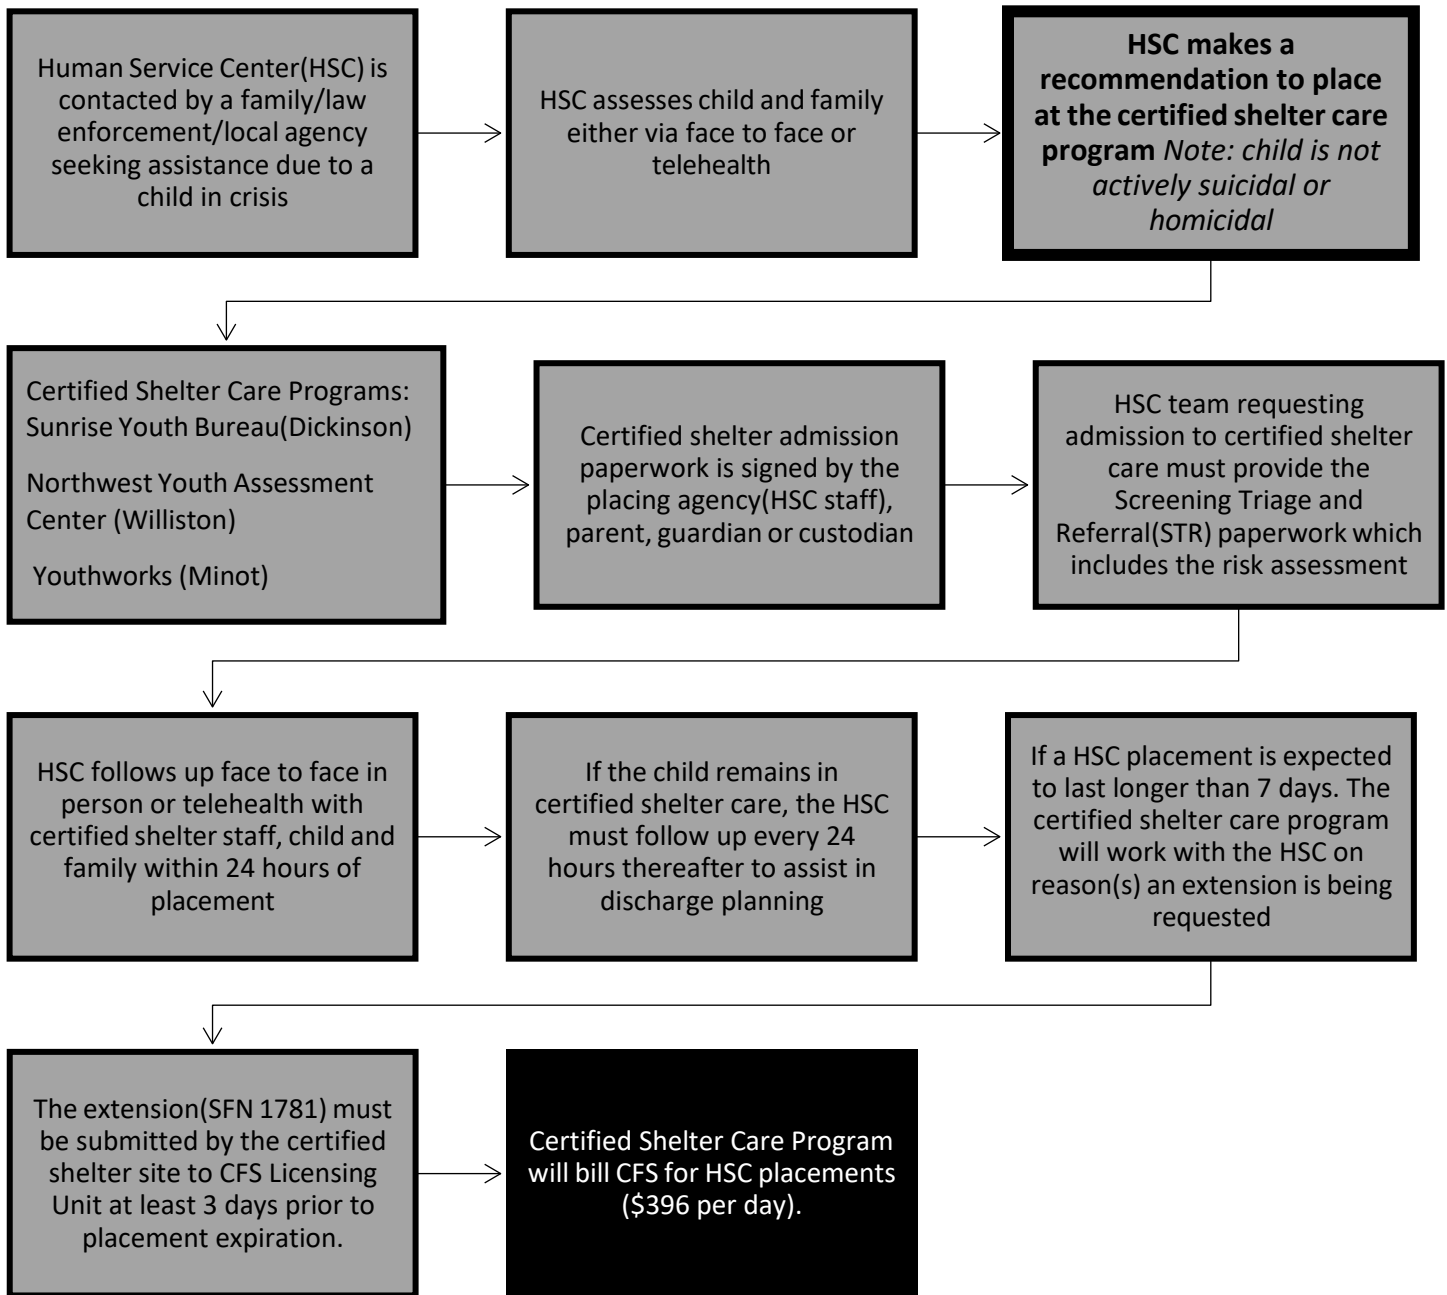 Human Service Center(HSC) is
contacted by a family/law
enforcement/local agency
seeking assistance due to a
child in crisis
HSC assesses child and family
either via face to face or
telehealth
HSC makes a
recommendation to place
at the certified shelter care
program Note: child is not
actively suicidal or
homicidal
Certified Shelter Care Programs:
Sunrise Youth Bureau(Dickinson)
Northwest Youth Assessment
Center (Williston)
Youthworks (Minot)
Certified shelter admission
paperwork is signed by the
placing agency(HSC staff),
parent, guardian or custodian
HSC team requesting
admission to certified shelter
care must provide the
Screening Triage and
Referral(STR) paperwork which
includes the risk assessment
HSC follows up face to face in
person or telehealth with
certified shelter staff, child and
family within 24 hours of
placement
If the child remains in
certified shelter care, the HSC
must follow up every 24
hours thereafter to assist in
discharge planning
If a HSC placement is expected
to last longer than 7 days. The
certified shelter care program
will work with the HSC on
reason(s) an extension is being
requested
The extension(SFN 1781) must
be submitted by the certified
shelter site to CFS Licensing
Unit at least 3 days prior to
placement expiration.
Certified Shelter Care Program
will bill CFS for HSC placements
($396 per day).